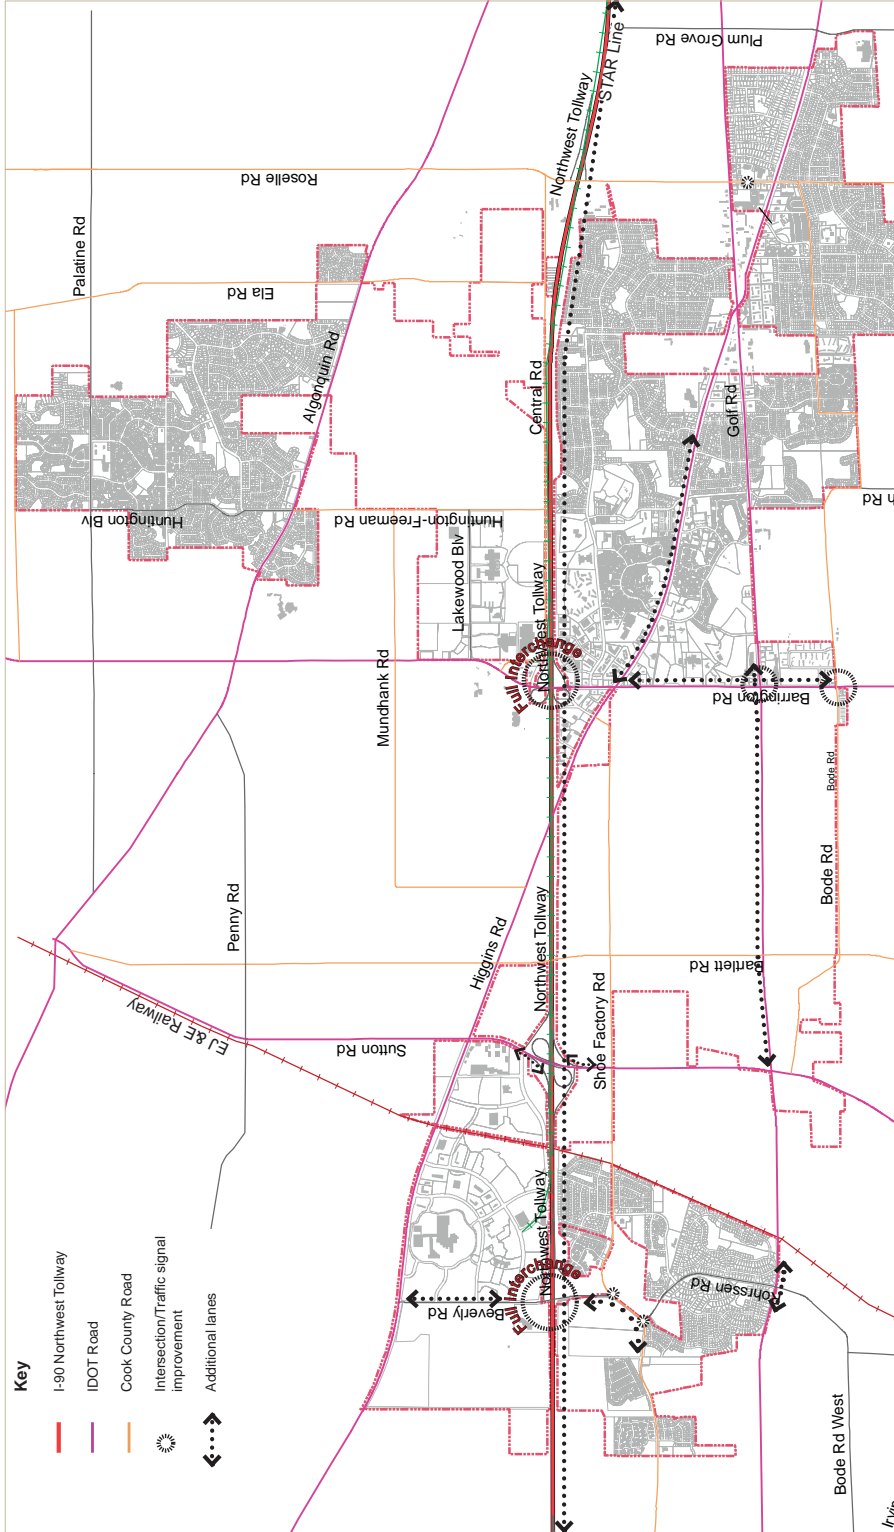 Key
I-90 Northwest Tollway
IDOT Road
Cook County Road
Intersection/Traffic signal
improvement
Additional lanes
Palatine Rd
Roselle Rd
Ela Rd
Algonquin Rd
Huntington Blv
Huntington-Freeman Rd
Lakewood Blv
Mundhank Rd
Penny Rd
EJ&E Railway
Sutton Rd
Higgins Rd
Central Rd
Northwest Tollway
STAR Line
Plum Grove Rd
Northwest Tollway
Full Interchange
Northwest Tollway
Northwest Tollway
Full Interchange
Beverly Rd
Shoe Factory Rd
Golf Rd
Barrington Rd
Bode Rd
Bode Rd
Bartlett Rd
Rohrssen Rd
Bode Rd West
h Rd